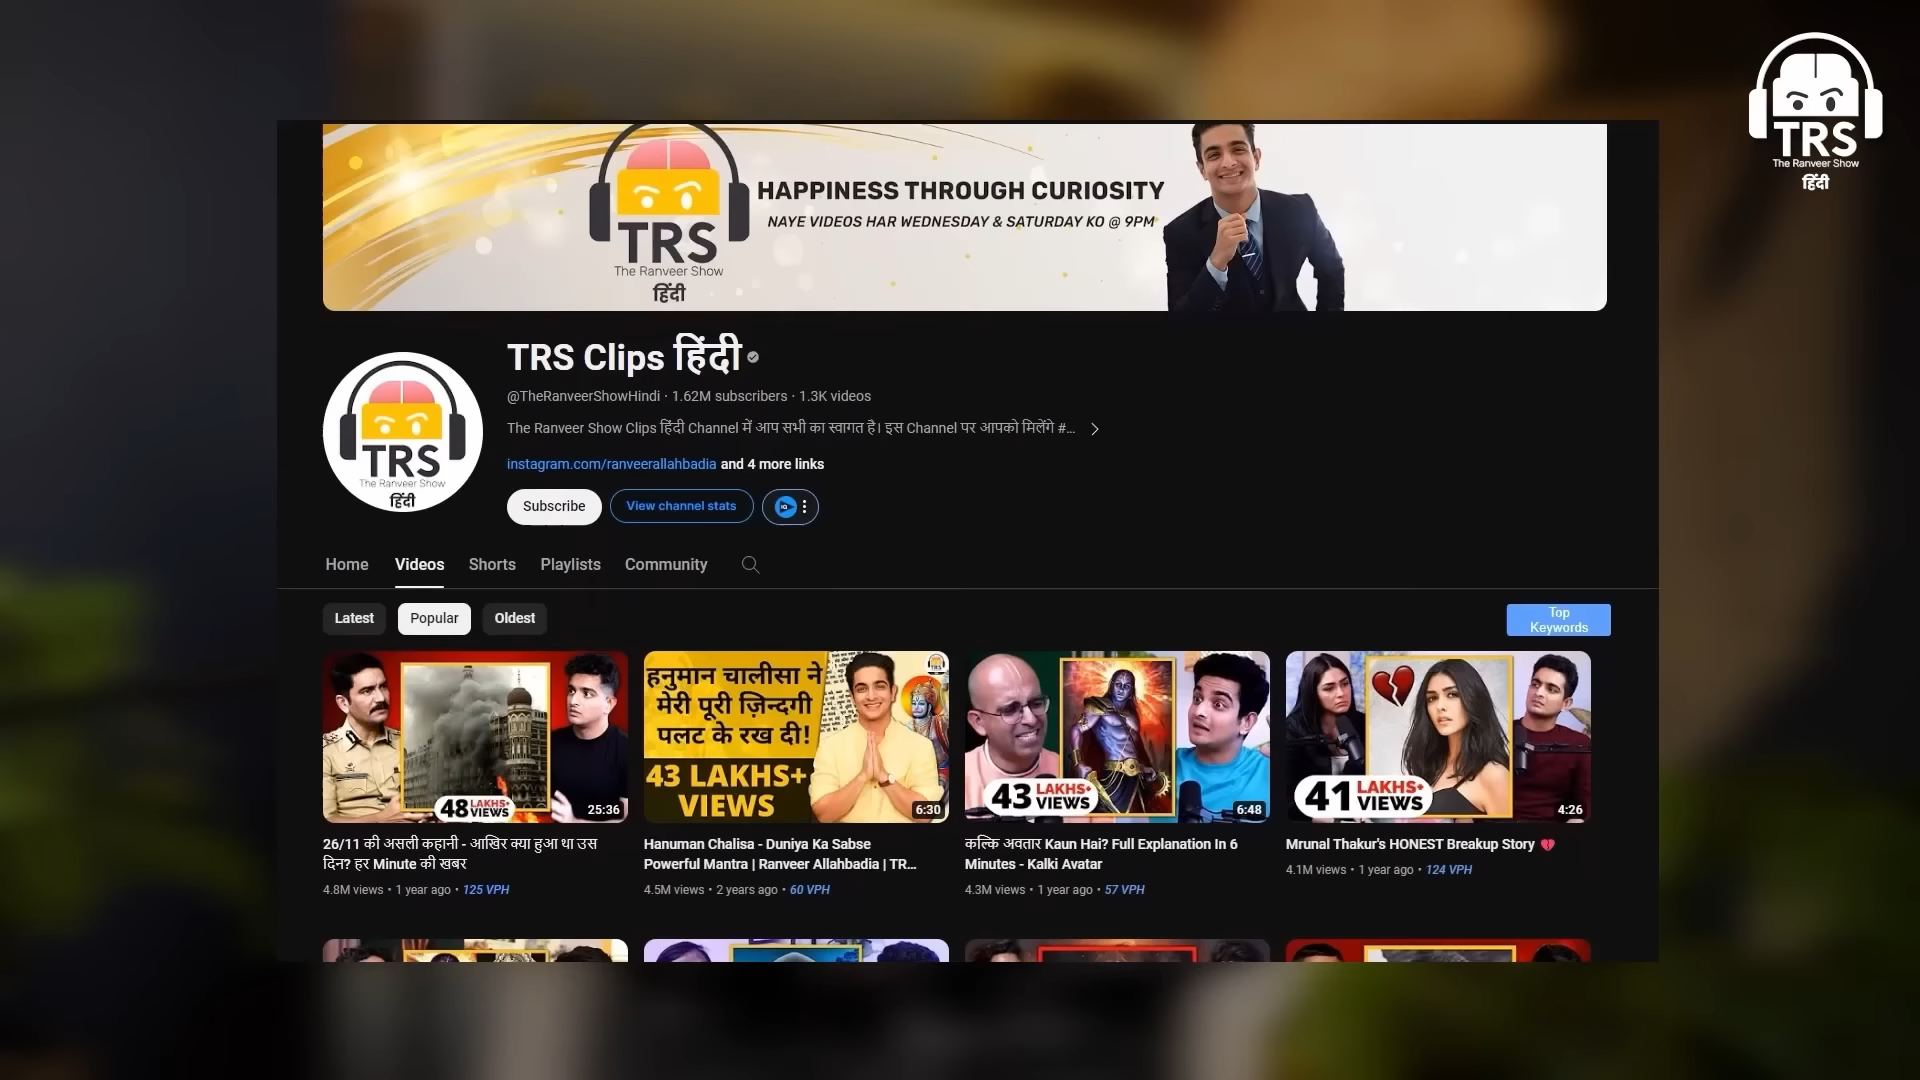 TRS
The Ranveer Show
हिंदी
TRS
The Ranveer Show
हिंदी
HAPPINESS THROUGH CURIOSITY
NAYE VIDEOS HAR WEDNESDAY & SATURDAY KO @ 9PM
TRS
The Ranveer Show
हिंदी
TRS Clips हिंदी
@TheRanveerShowHindi · 1.62M subscribers · 1.3K videos
The Ranveer Show Clips हिंदी Channel में आप सभी का स्वागत है। इस Channel पर आपको मिलेंगे #...
instagram.com/ranveerallahbadia and 4 more links
Subscribe
View channel stats
Home Videos Shorts Playlists Community
Latest Popular Oldest
Top
Keywords
48 LAKHS+ VIEWS
25:36
हनुमान चालीसा ने
मेरी पूरी ज़िन्दगी
पलट के रख दी!
43 LAKHS+
VIEWS
6:30
43 LAKHS+ VIEWS
6:48
41 LAKHS+ VIEWS
4:26
26/11 की असली कहानी - आखिर क्या हुआ था उस
दिन? हर Minute की खबर
4.8M views • 1 year ago • 125 VPH
Hanuman Chalisa - Duniya Ka Sabse
Powerful Mantra | Ranveer Allahbadia | TR...
4.5M views • 2 years ago • 60 VPH
कल्कि अवतार Kaun Hai? Full Explanation In 6
Minutes - Kalki Avatar
4.3M views • 1 year ago • 57 VPH
Mrunal Thakur's HONEST Breakup Story 💔
4.1M views • 1 year ago • 124 VPH